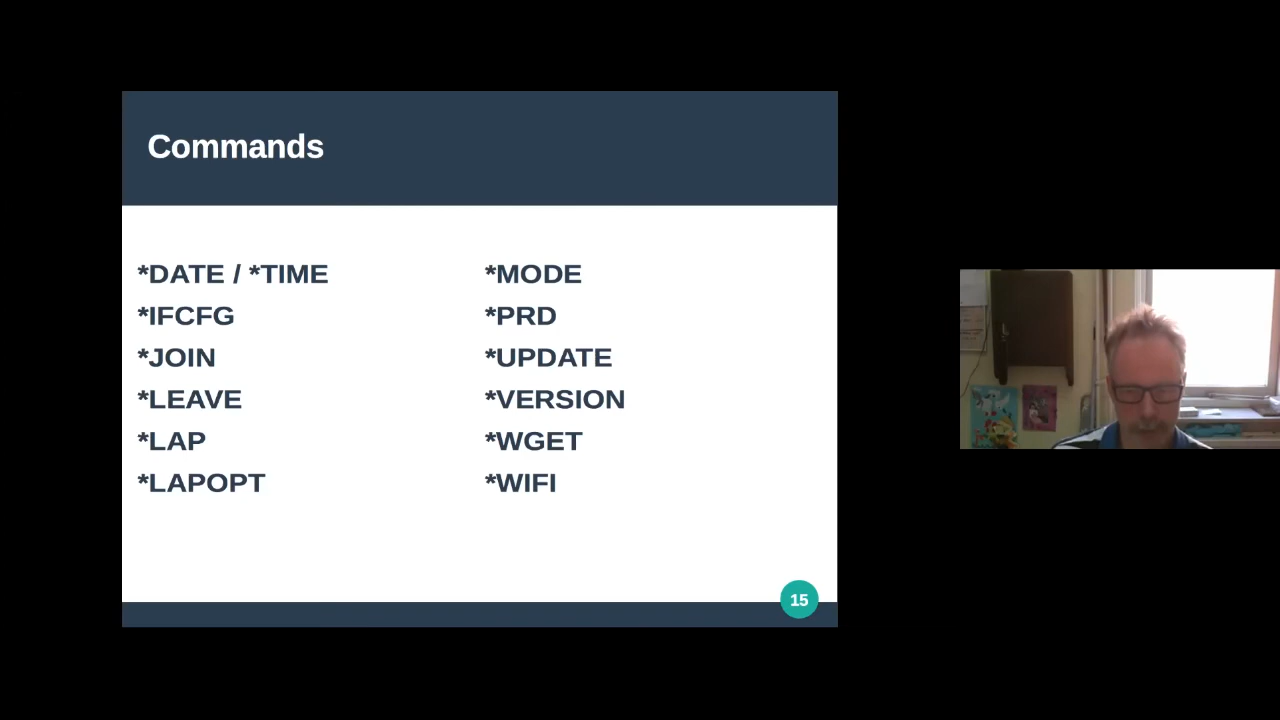 Commands
*DATE / *TIME
*IFCFG
*JOIN
*LEAVE
*LAP
*LAPOPT
*MODE
*PRD
*UPDATE
*VERSION
*WGET
*WIFI
15